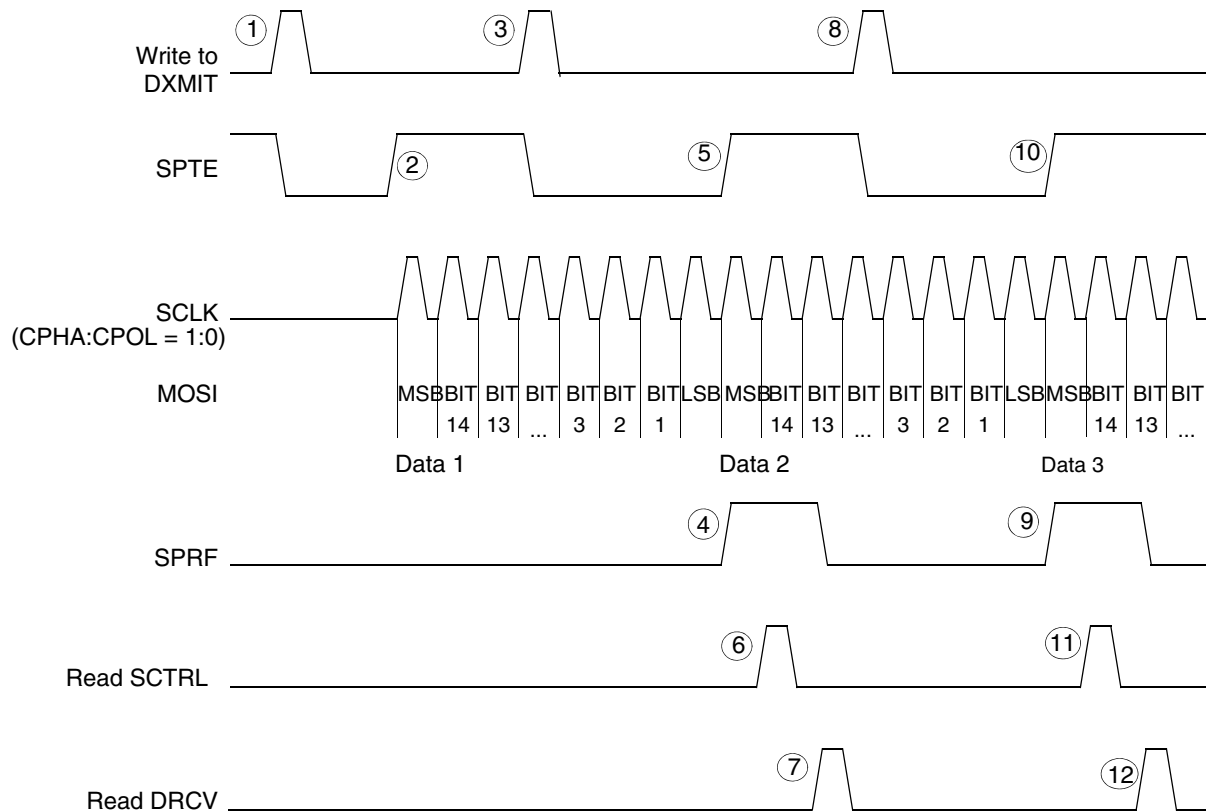 1 3 8
Write to
DXMIT
SPTE
2 5 10
SCLK
(CPHA:CPOL = 1:0)
MOSI
MSB BIT BIT BIT BIT BIT BIT LSB MSB BIT BIT BIT BIT BIT BIT LSB MSB BIT BIT BIT
14 13 ... 3 2 1 14 13 ... 3 2 1 14 13 ...
Data 1 Data 2 Data 3
4 9
SPRF
6 11
Read SCTRL
7 12
Read DRCV